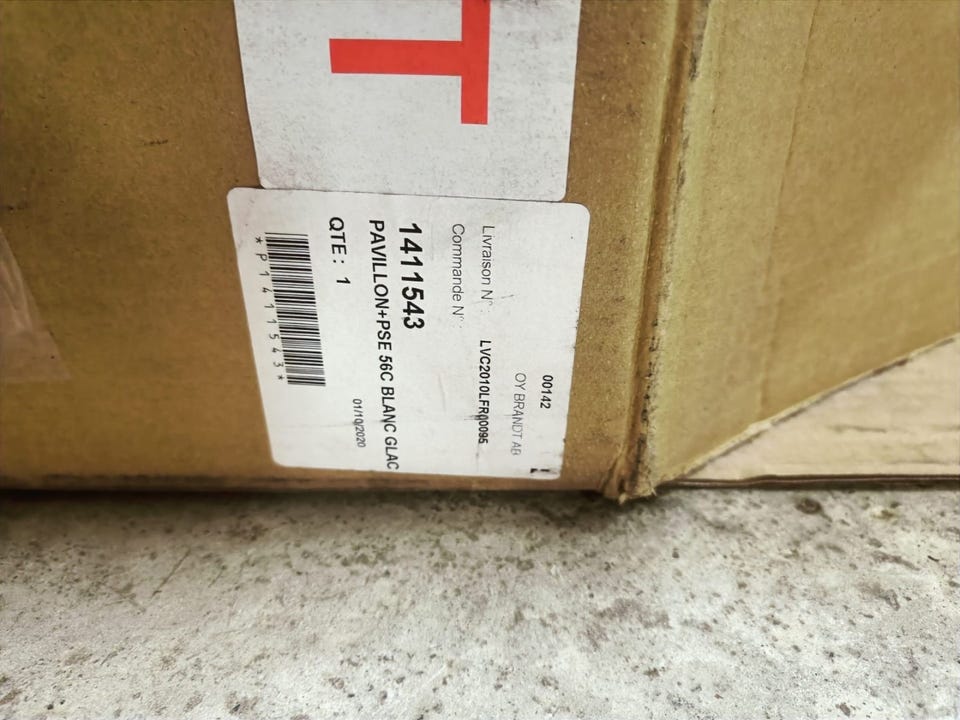 T
00142
OY BRANDT AB
Livraison N° : LVC2010LFR00095
Commande N° :
1411543
PAVILLON+PSE 56C BLANC GLAC
01/10/2020
QTE : 1
*P1411543*